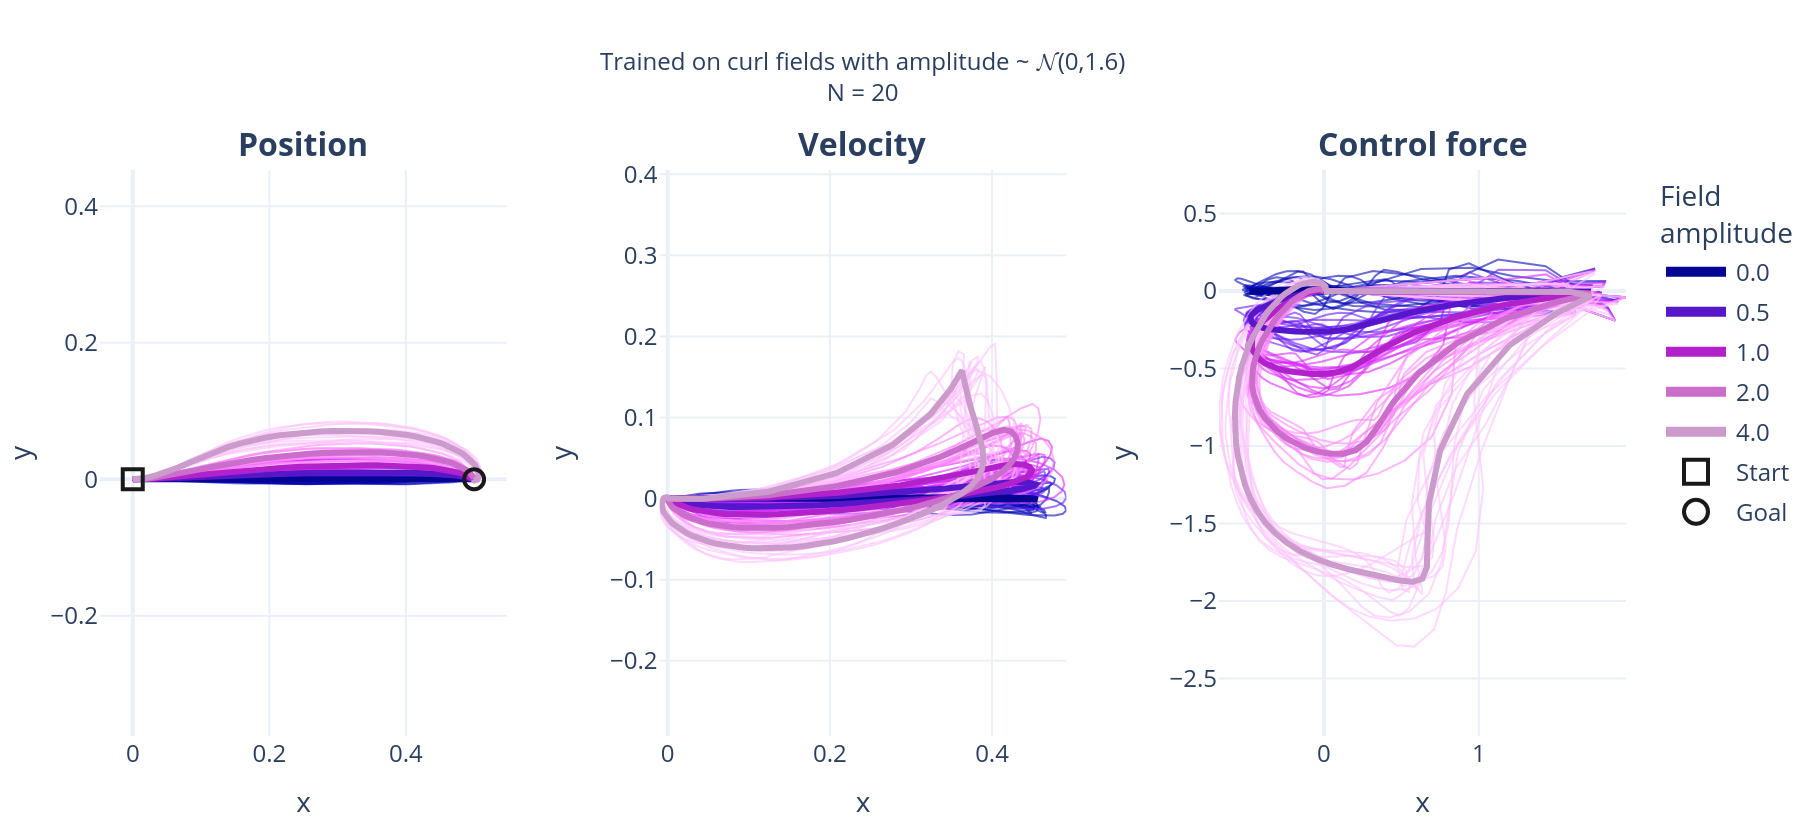 Trained on curl fields with amplitude ~ 𝒩(0,1.6)
N = 20
Position
Velocity
Control force
0.4
0.2
0
−0.2
0
0.2
0.4
x
y
0.4
0.3
0.2
0.1
0
−0.1
−0.2
0
0.2
0.4
x
y
0.5
0
−0.5
−1
−1.5
−2
−2.5
0
1
x
y
Field
amplitude
0.0
0.5
1.0
2.0
4.0
Start
Goal